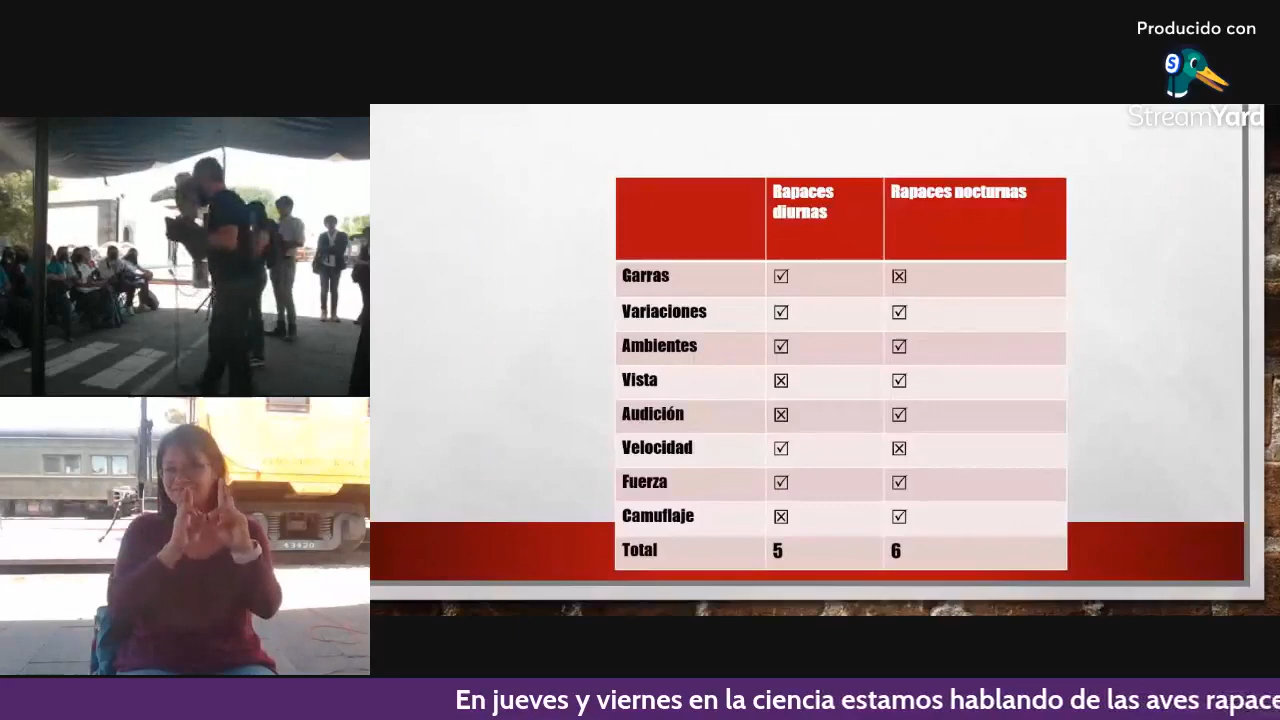 Producido con
S
StreamYard
Rapaces diurnas Rapaces nocturnas
Garras ☑ ☒
Variaciones ☑ ☑
Ambientes ☑ ☑
Vista ☒ ☑
Audición ☒ ☑
Velocidad ☑ ☒
Fuerza ☑ ☑
Camuflaje ☒ ☑
Total 5 6
43420
En jueves y viernes en la ciencia estamos hablando de las aves rapace